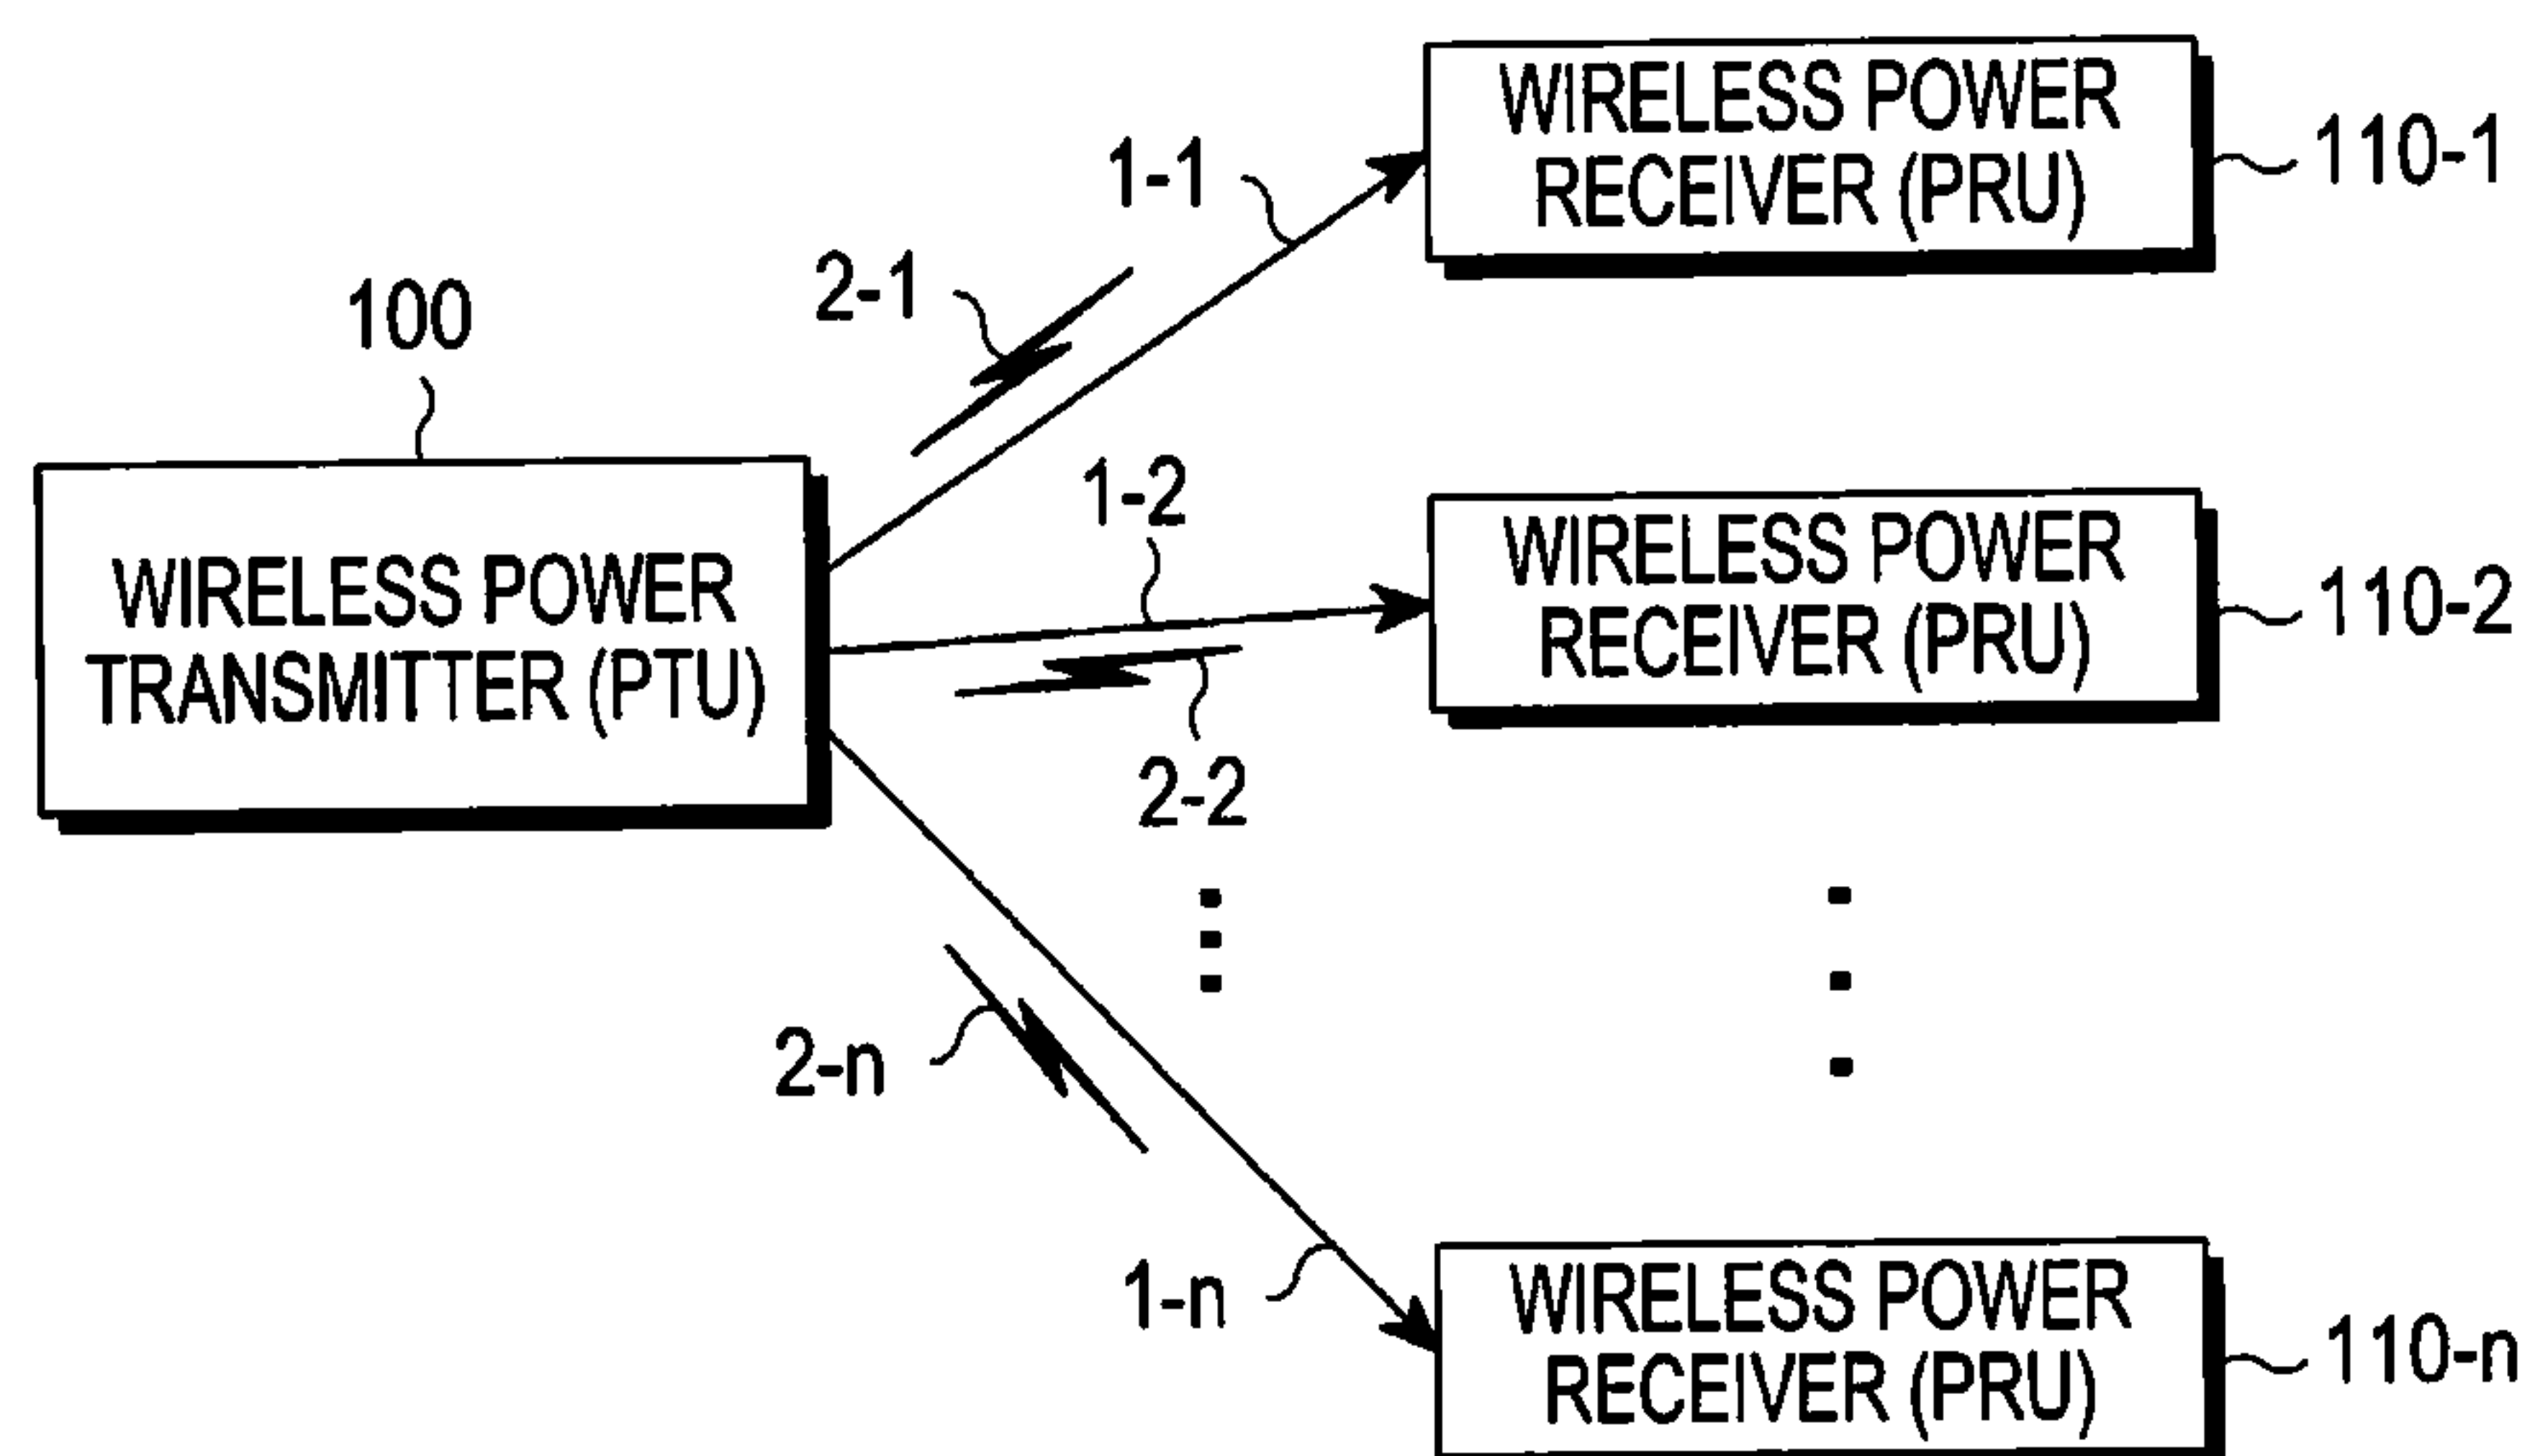 WIRELESS POWER
RECEIVER (PRU)
110-1
1-1
2-1
100
1-2
WIRELESS POWER
RECEIVER (PRU)
110-2
WIRELESS POWER
TRANSMITTER (PTU)
2-2
2-n
1-n
WIRELESS POWER
RECEIVER (PRU)
110-n